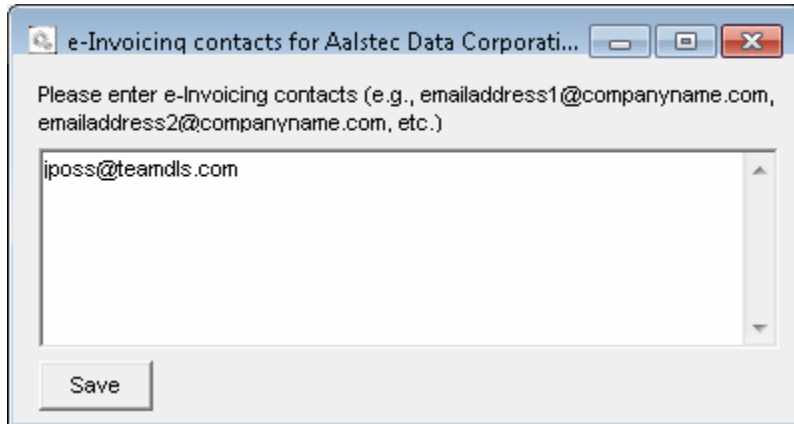 e-Invoicing contacts for Aalstec Data Corporati...
Please enter e-Invoicing contacts (e.g., emailaddress1@companyname.com,
emailaddress2@companyname.com, etc.)
jposs@teamdls.com
Save